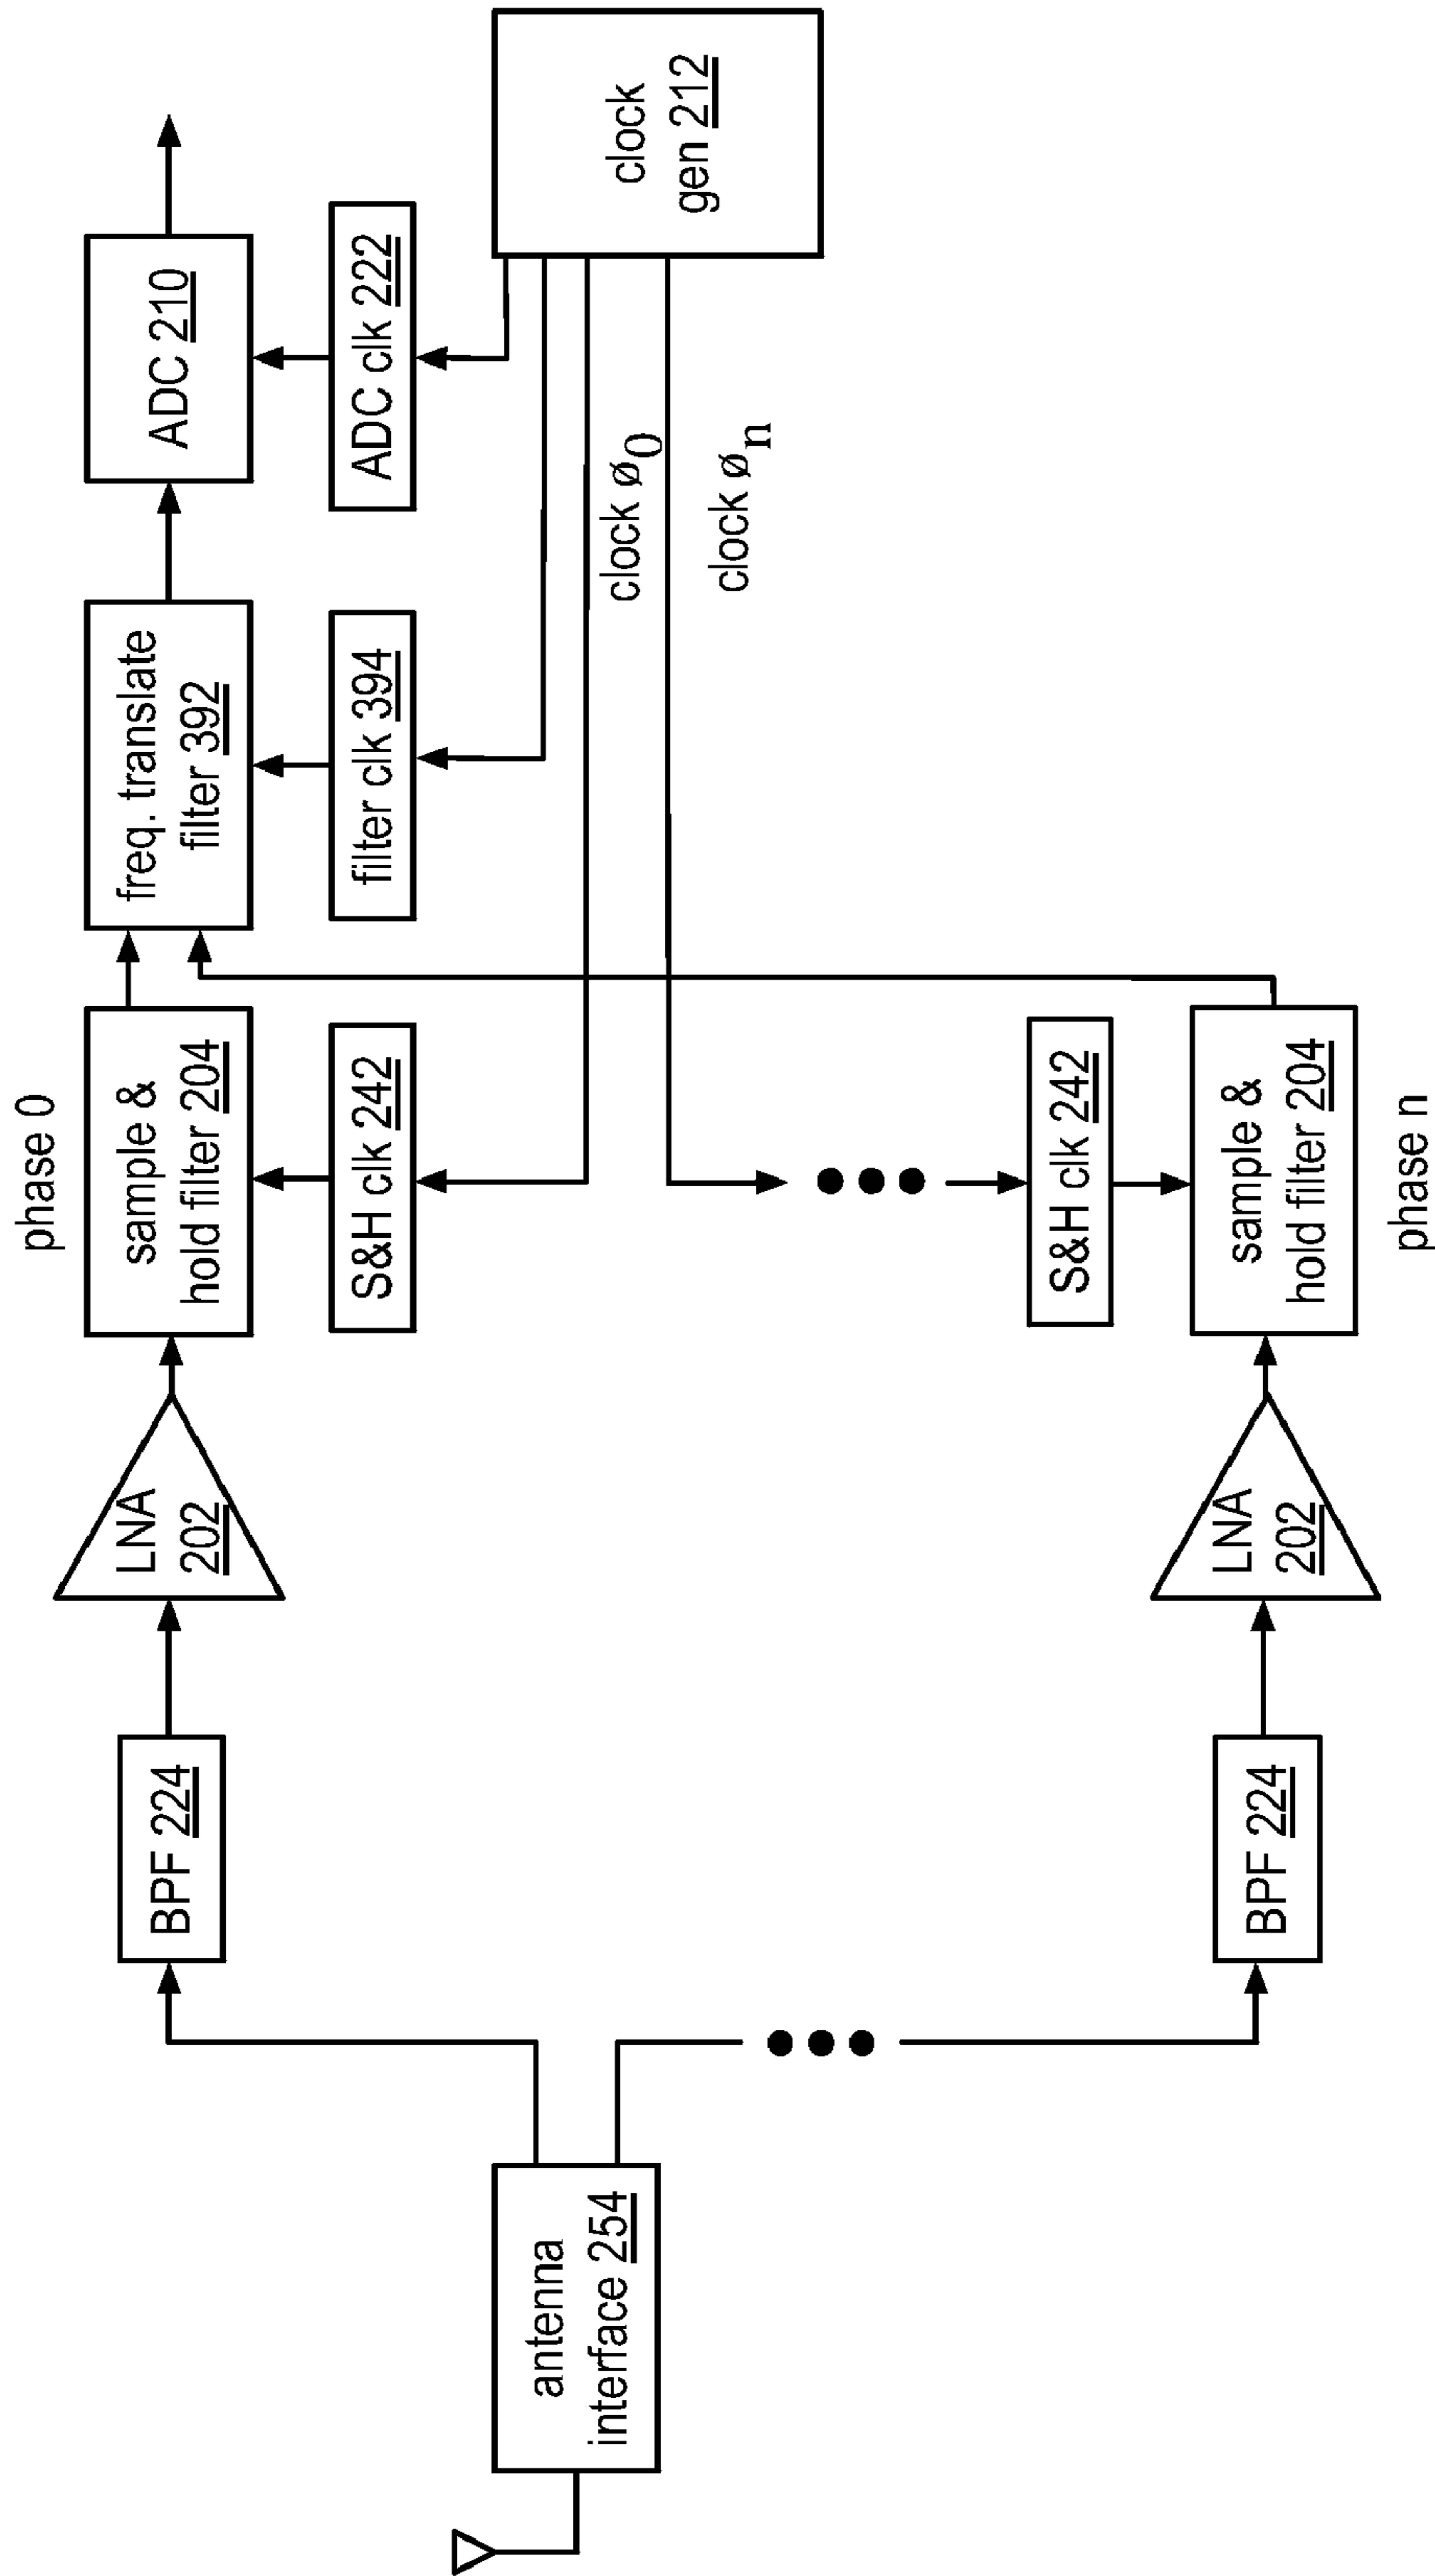 phase 0
antenna
interface 254
BPF 224
LNA
202
sample &
hold filter 204
S&H clk 242
freq. translate
filter 392
filter clk 394
ADC 210
ADC clk 222
clock
gen 212
clock ø0
clock øn
BPF 224
LNA
202
S&H clk 242
sample &
hold filter 204
phase n